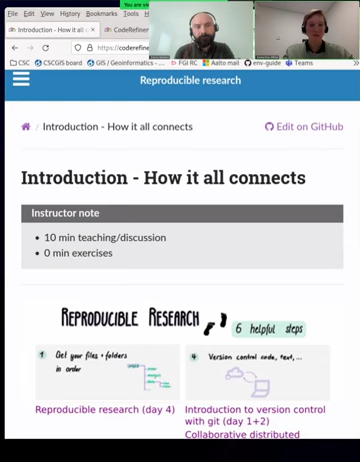 You are vie
File Edit View History Bookmarks Tools H
Introduction - How it all c
CodeRefiner
https://coderefine
CSC
CSCGIS board
GIS / Geoinformatics -
FGI RC
Aalto mail
env-guide
Teams
Reproducible research
/ Introduction - How it all connects
Edit on GitHub
Introduction - How it all connects
Instructor note
• 10 min teaching/discussion
• 0 min exercises
REPRODUCIBLE RESEARCH
6 helpful steps
1 Get your files + folders
in order
4 Version control code, text, ...
Reproducible research (day 4)
Introduction to version control
with git (day 1+2)
Collaborative distributed